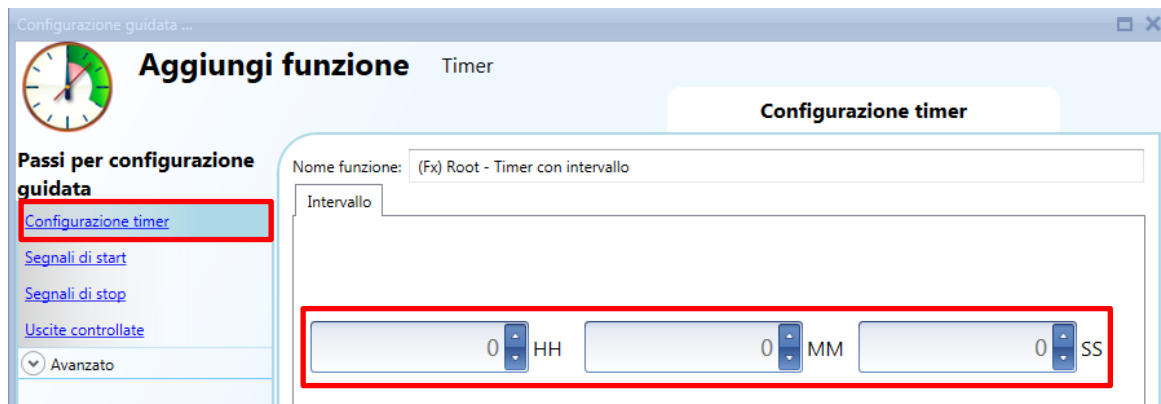 Configurazione guidata ...
Aggiungi funzione Timer
Configurazione timer
Passi per configurazione
guidata
Configurazione timer
Segnali di start
Segnali di stop
Uscite controllate
Avanzato
Nome funzione: (Fx) Root - Timer con intervallo
Intervallo
0 HH 0 MM 0 SS